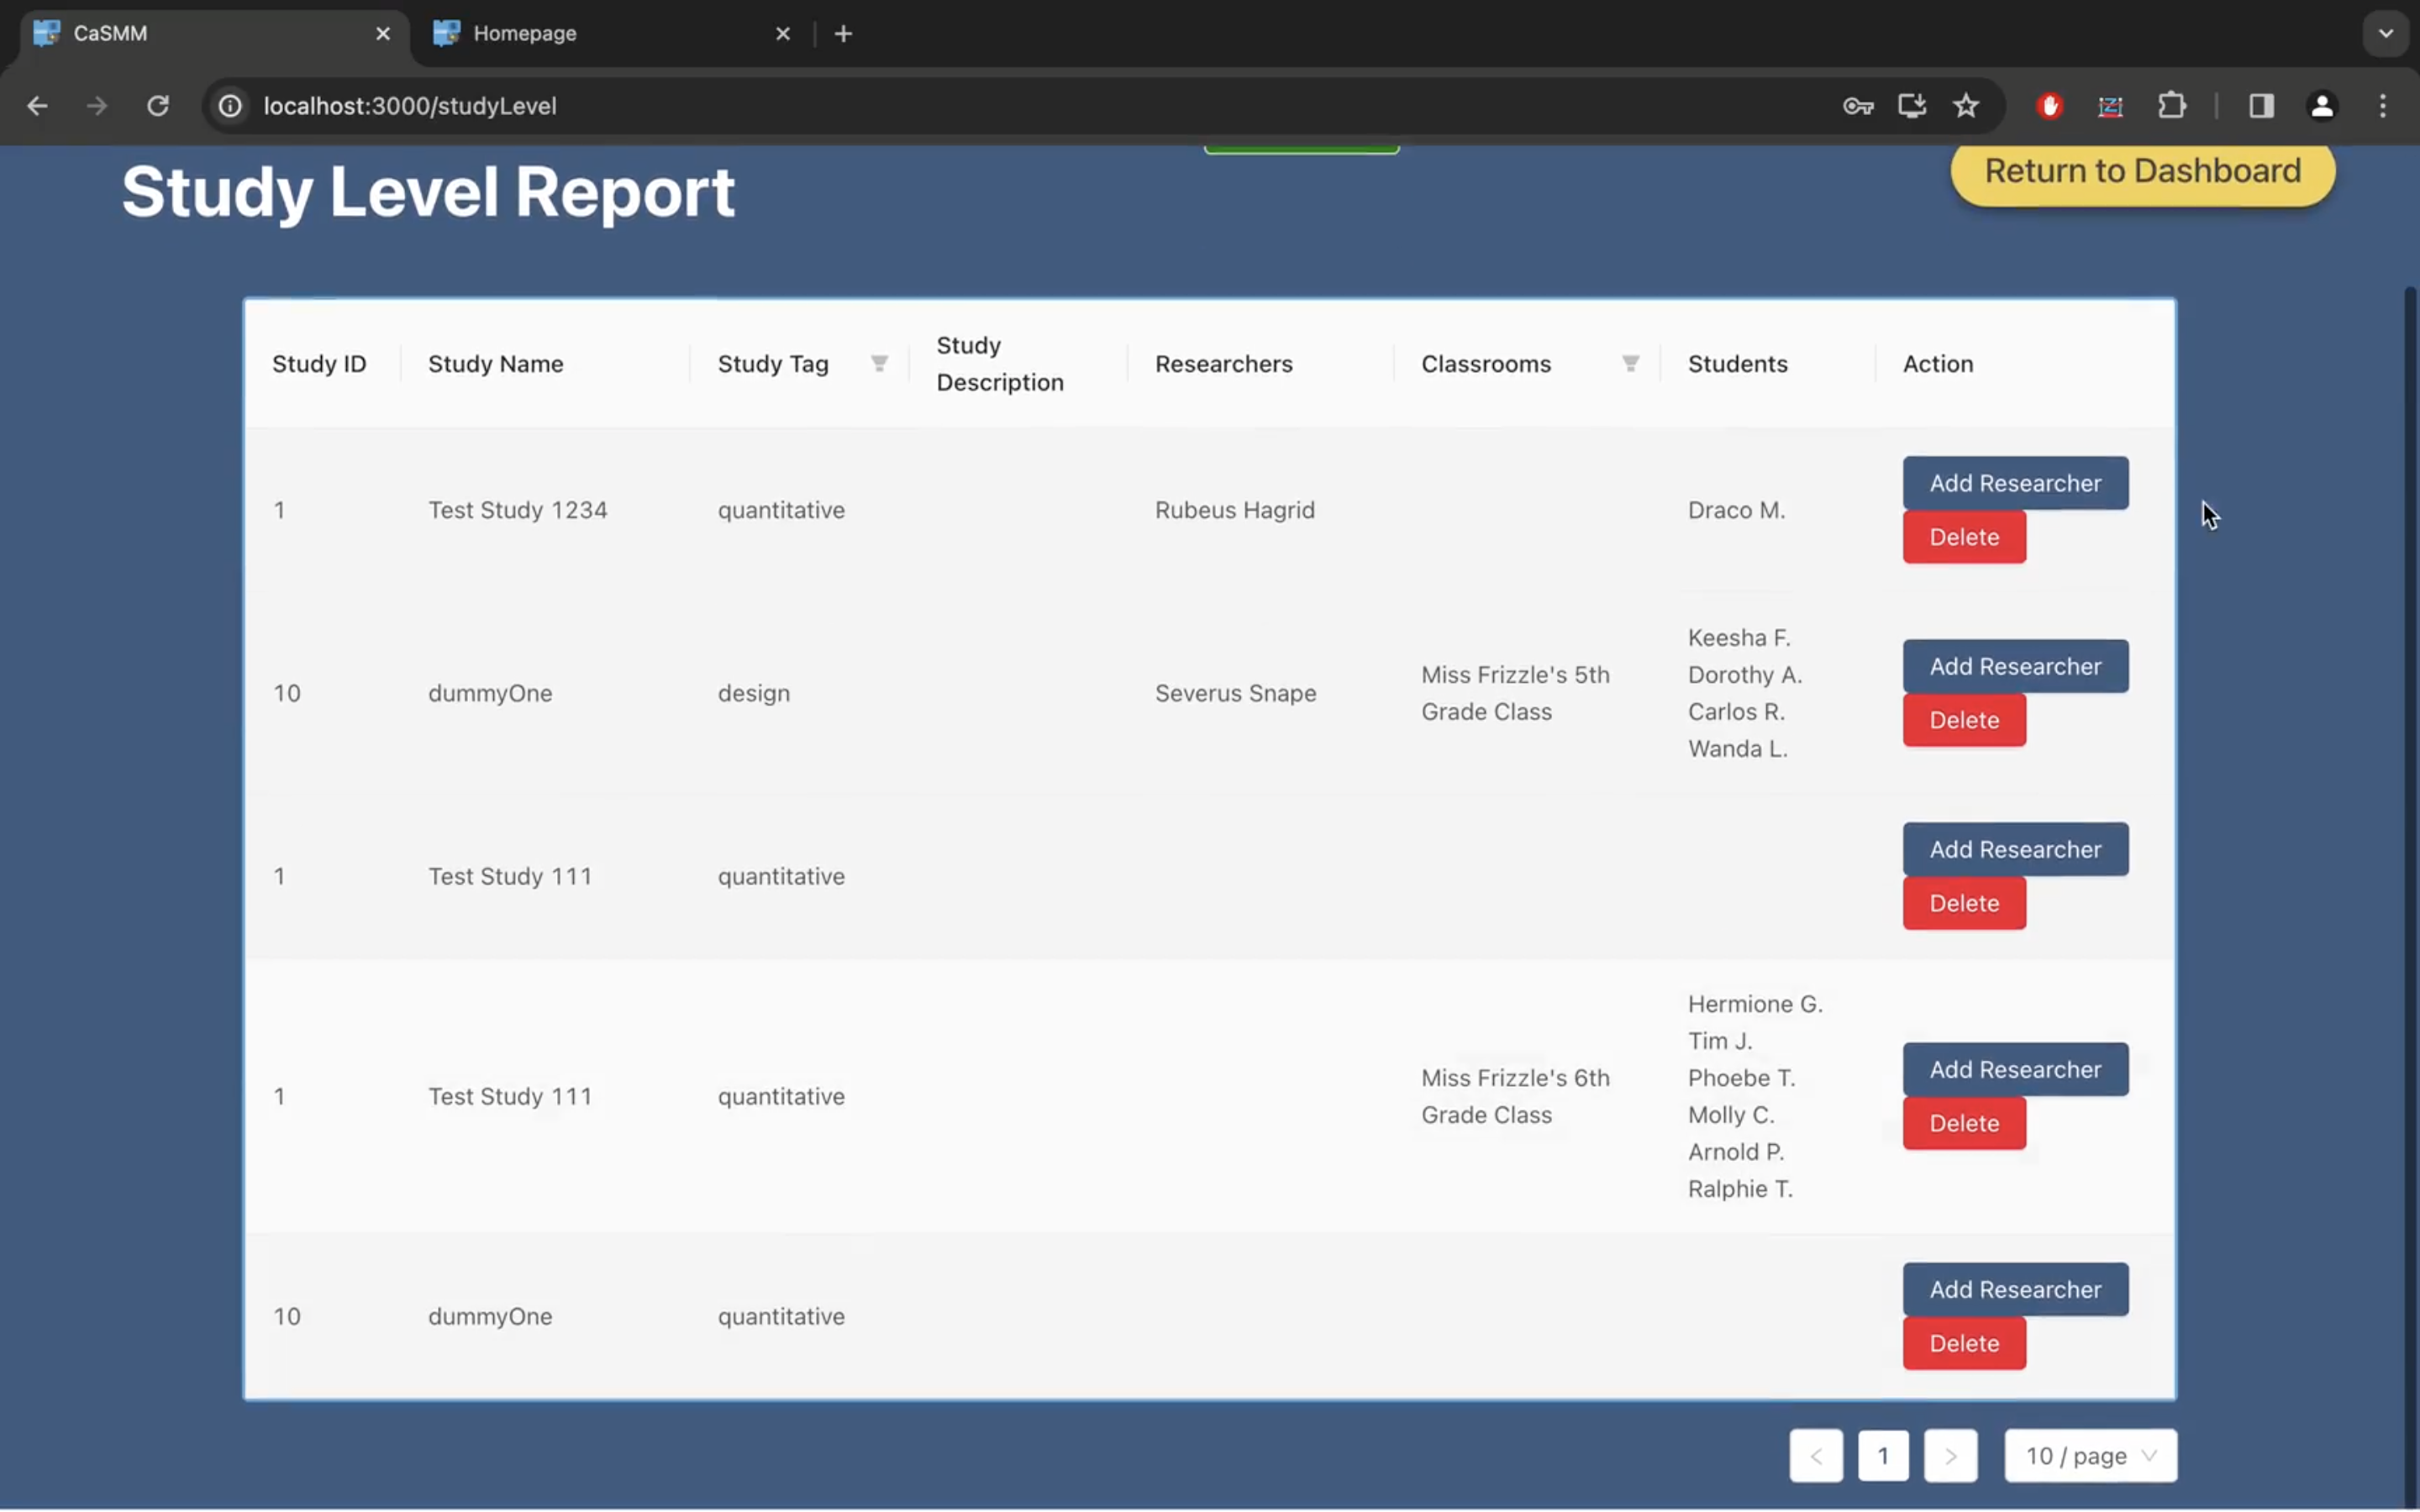 CaSMM
Homepage
localhost:3000/studyLevel
Study Level Report
Return to Dashboard
Study ID
Study Name
Study Tag
Study
Description
Researchers
Classrooms
Students
Action
1
Test Study 1234
quantitative
Rubeus Hagrid
Draco M.
Add Researcher
Delete
10
dummyOne
design
Severus Snape
Miss Frizzle's 5th
Grade Class
Keesha F.
Dorothy A.
Carlos R.
Wanda L.
Add Researcher
Delete
1
Test Study 111
quantitative
Add Researcher
Delete
1
Test Study 111
quantitative
Miss Frizzle's 6th
Grade Class
Hermione G.
Tim J.
Phoebe T.
Molly C.
Arnold P.
Ralphie T.
Add Researcher
Delete
10
dummyOne
quantitative
Add Researcher
Delete
< 1 > 10 / page